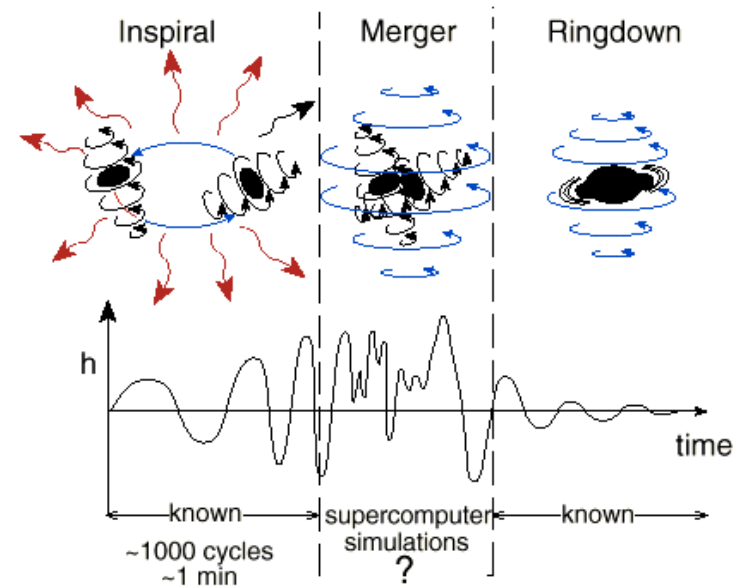 Inspiral
Merger
Ringdown
h
time
known
supercomputer
known
~1000 cycles
simulations
~1 min
?